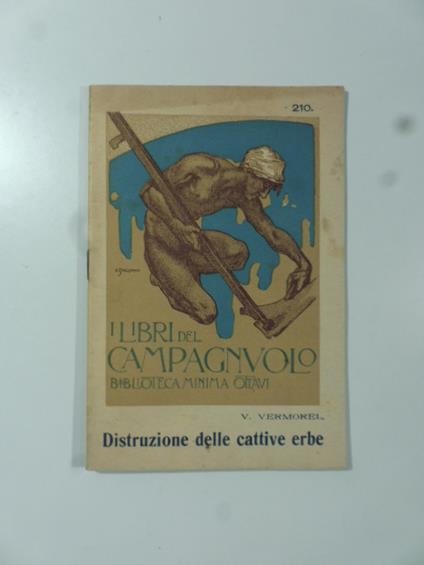 210.
I LIBRI DEL
CAMPAGNVOLO
BIBLIOTECA MINIMA OTTAVI
V. VERMOREL
Distruzione delle cattive erbe